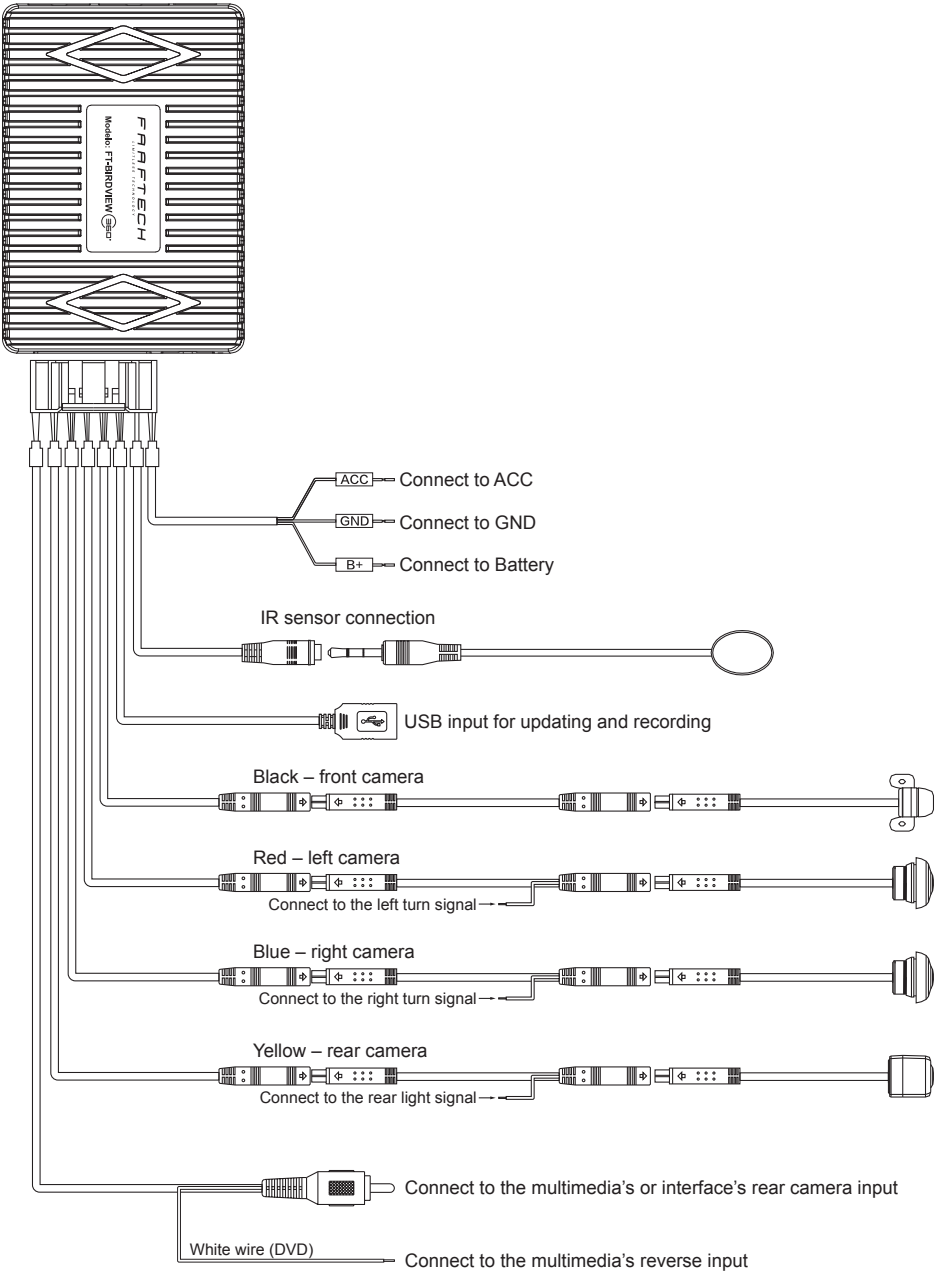 FAAFTECH
LIMITLESS TECHNOLOGY
Modelo: FT-BIRDVIEW 360°
ACC Connect to ACC
GND Connect to GND
B+ Connect to Battery
IR sensor connection
USB input for updating and recording
Black – front camera
Red – left camera
Connect to the left turn signal
Blue – right camera
Connect to the right turn signal
Yellow – rear camera
Connect to the rear light signal
Connect to the multimedia's or interface's rear camera input
White wire (DVD)
Connect to the multimedia's reverse input